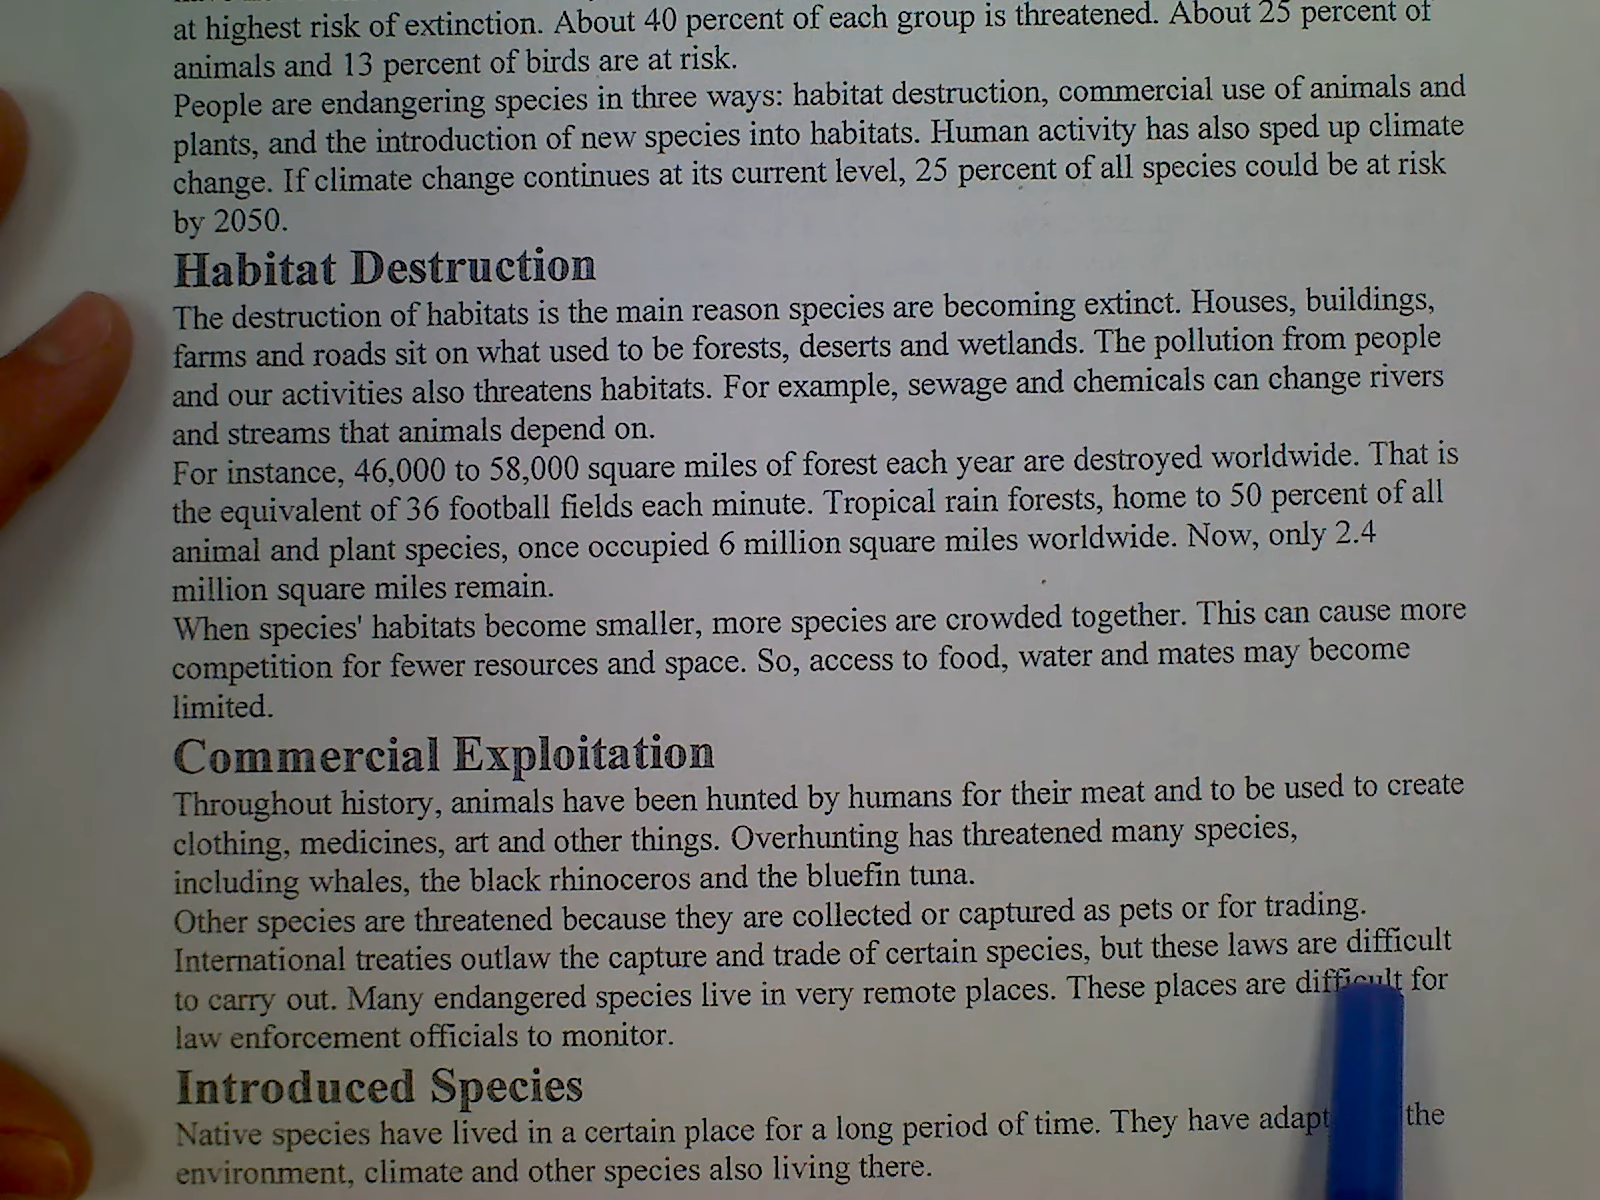 at highest risk of extinction. About 40 percent of each group is threatened. About 25 percent of
animals and 13 percent of birds are at risk.
People are endangering species in three ways: habitat destruction, commercial use of animals and
plants, and the introduction of new species into habitats. Human activity has also sped up climate
change. If climate change continues at its current level, 25 percent of all species could be at risk
by 2050.
Habitat Destruction
The destruction of habitats is the main reason species are becoming extinct. Houses, buildings,
farms and roads sit on what used to be forests, deserts and wetlands. The pollution from people
and our activities also threatens habitats. For example, sewage and chemicals can change rivers
and streams that animals depend on.
For instance, 46,000 to 58,000 square miles of forest each year are destroyed worldwide. That is
the equivalent of 36 football fields each minute. Tropical rain forests, home to 50 percent of all
animal and plant species, once occupied 6 million square miles worldwide. Now, only 2.4
million square miles remain.
When species' habitats become smaller, more species are crowded together. This can cause more
competition for fewer resources and space. So, access to food, water and mates may become
limited.
Commercial Exploitation
Throughout history, animals have been hunted by humans for their meat and to be used to create
clothing, medicines, art and other things. Overhunting has threatened many species,
including whales, the black rhinoceros and the bluefin tuna.
Other species are threatened because they are collected or captured as pets or for trading.
International treaties outlaw the capture and trade of certain species, but these laws are difficult
to carry out. Many endangered species live in very remote places. These places are difficult for
law enforcement officials to monitor.
Introduced Species
Native species have lived in a certain place for a long period of time. They have adapt the
environment, climate and other species also living there.